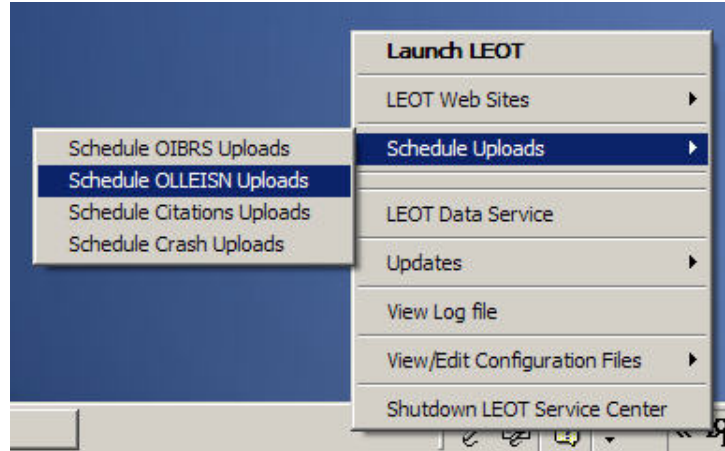 Launch LEOT
LEOT Web Sites
Schedule Uploads
Schedule OIBRS Uploads
Schedule OLLEISN Uploads
Schedule Citations Uploads
Schedule Crash Uploads
LEOT Data Service
Updates
View Log file
View/Edit Configuration Files
Shutdown LEOT Service Center